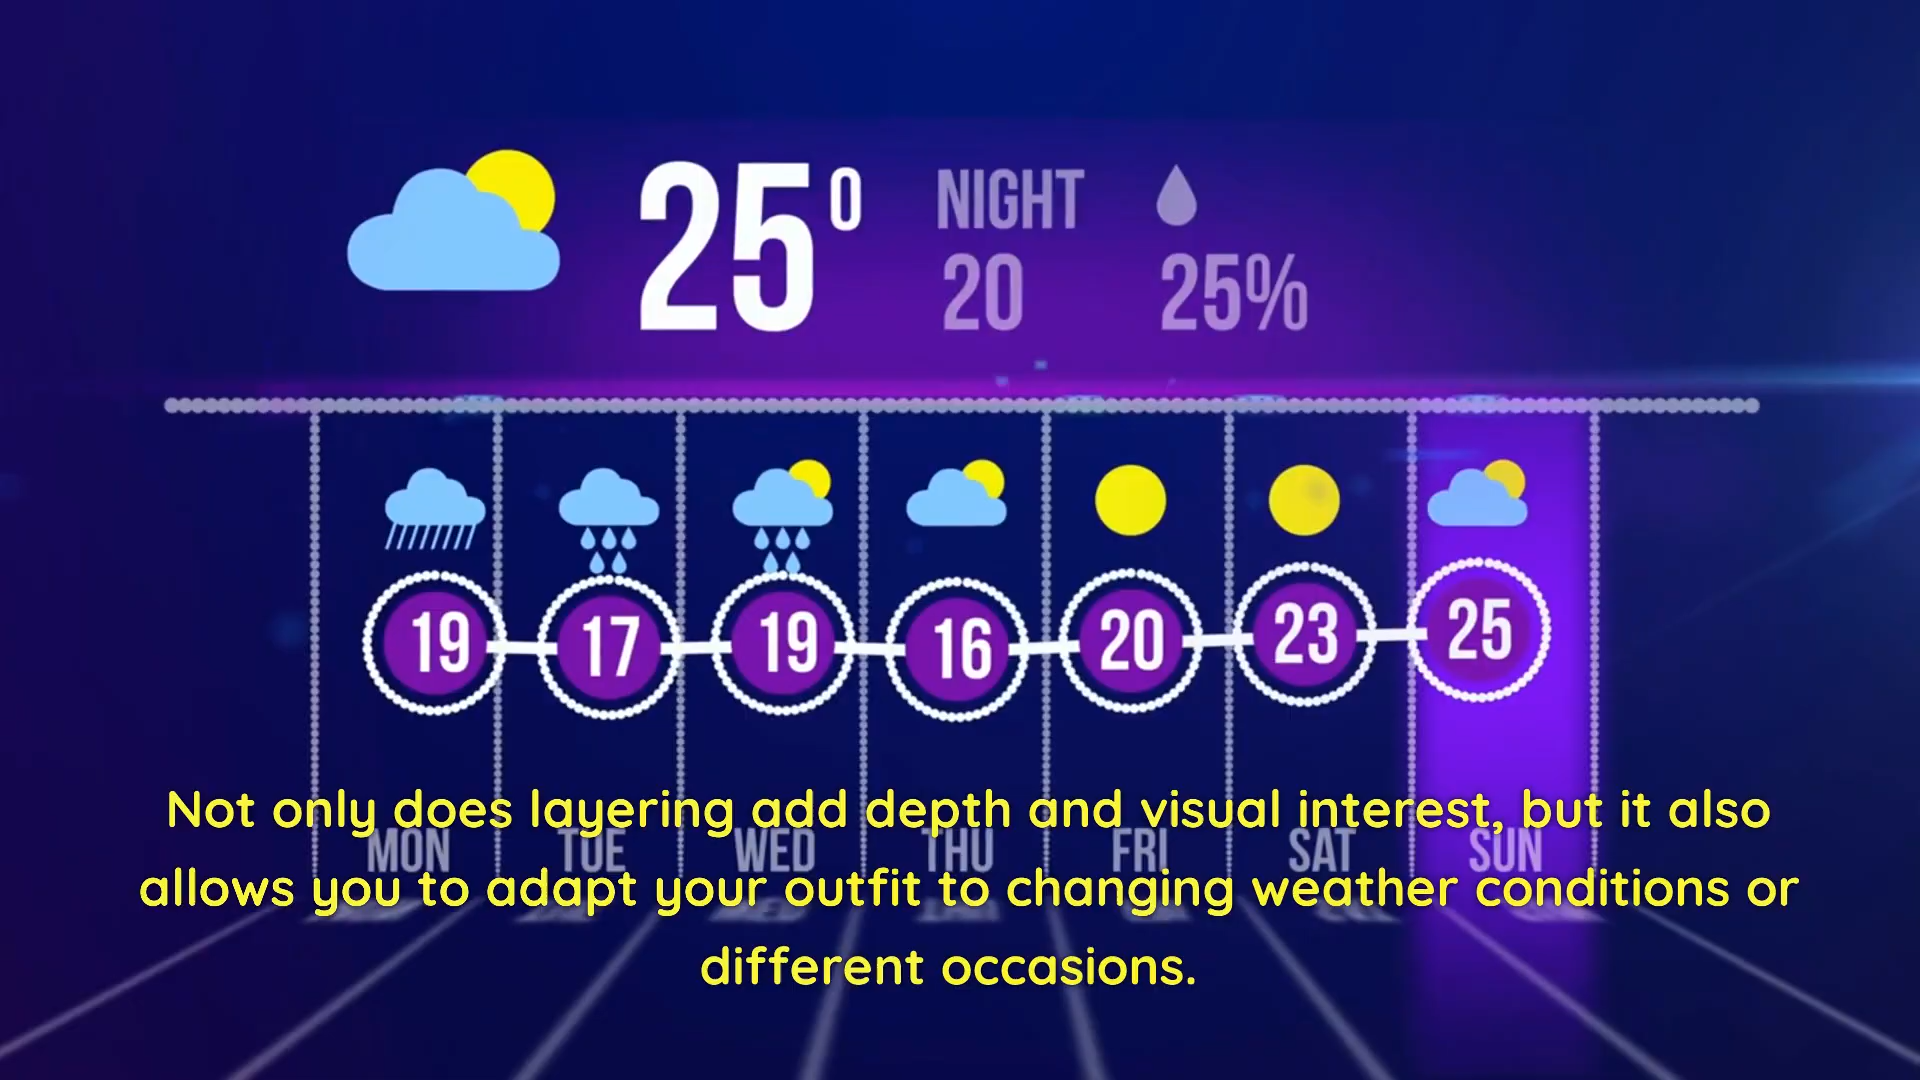 25° NIGHT
20 25%
19 17 19 16 20 23 25
Not only does layering add depth and visual interest, but it also
MON TUE WED THU FRI SAT SUN
allows you to adapt your outfit to changing weather conditions or
different occasions.